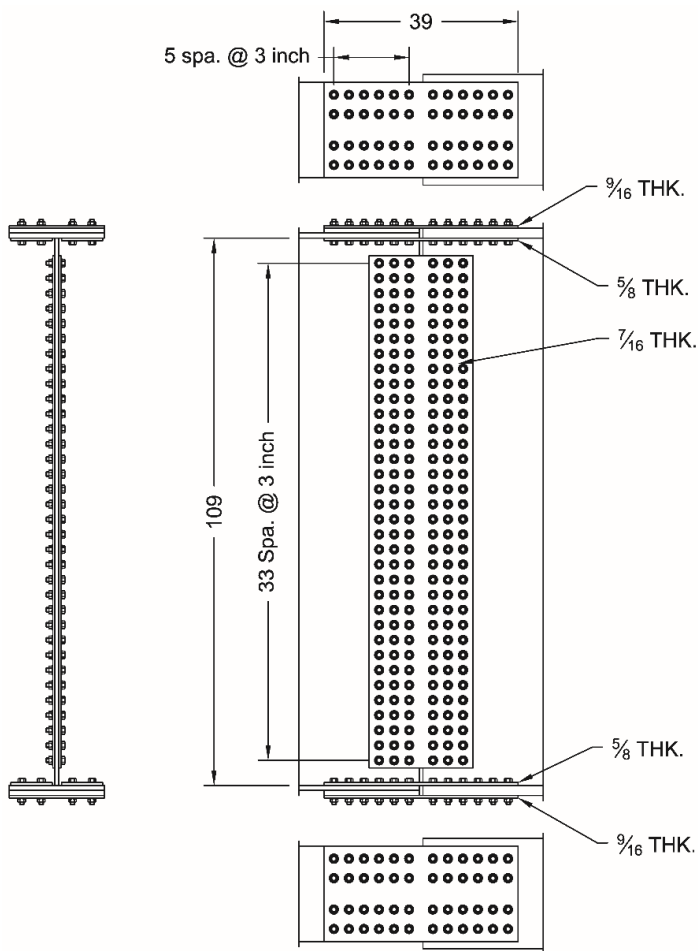 39
5 spa. @ 3 inch
9/16 THK.
5/8 THK.
7/16 THK.
109
33 Spa. @ 3 inch
5/8 THK.
9/16 THK.